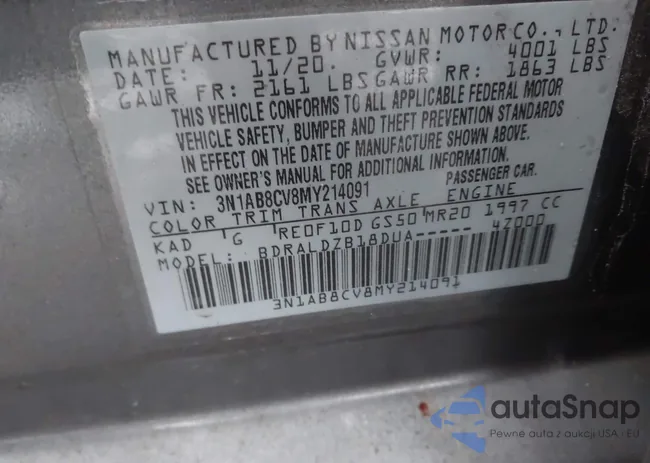 MANUFACTURED BY NISSAN MOTOR CO., LTD.
DATE: 11/20. GVWR: 4001 LBS
GAWR FR: 2161 LBS GAWR RR: 1863 LBS
THIS VEHICLE CONFORMS TO ALL APPLICABLE FEDERAL MOTOR
VEHICLE SAFETY, BUMPER AND THEFT PREVENTION STANDARDS
IN EFFECT ON THE DATE OF MANUFACTURE SHOWN ABOVE.
SEE OWNER'S MANUAL FOR ADDITIONAL INFORMATION.
VIN: 3N1AB8CV8MY214091 PASSENGER CAR.
COLOR TRIM TRANS AXLE ENGINE
KAD G RE0F10D GS50 MR20 1997 CC
MODEL: BDRALDZB18DUA----- 4Z000
3N1AB8CV8MY214091
autaSnap
Pewne auta z aukcji USA i EU